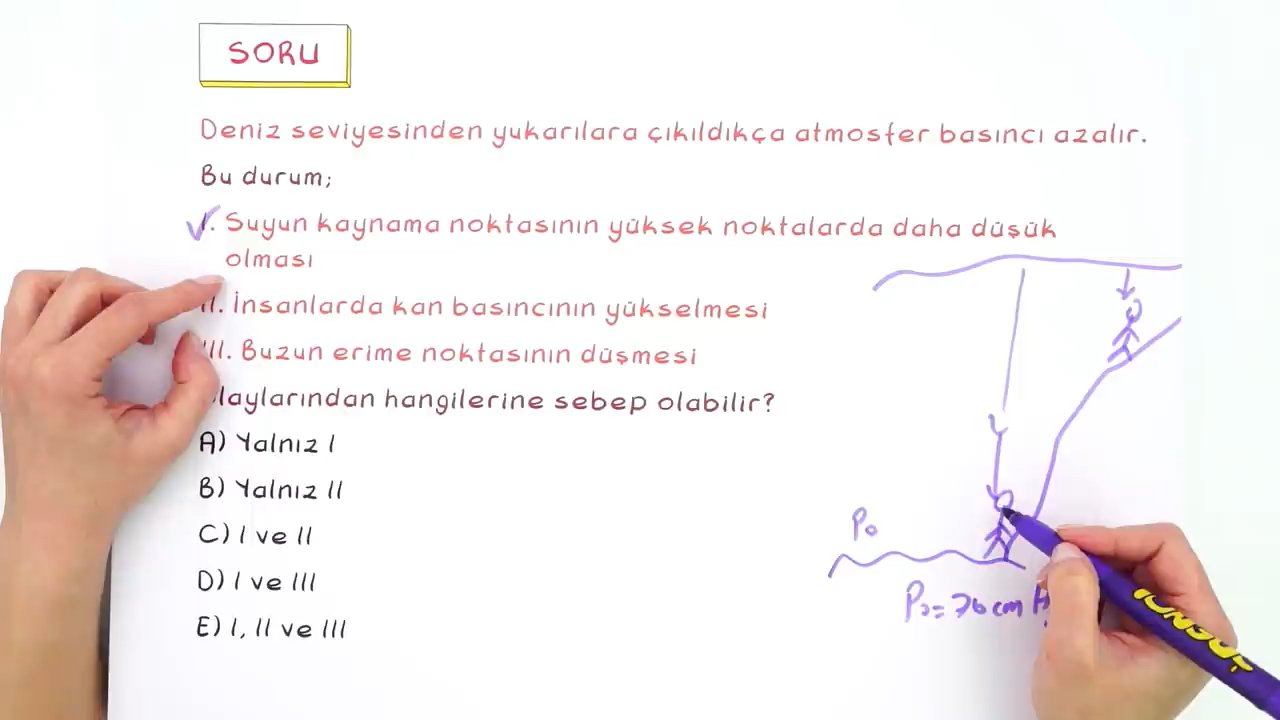 SORU
Deniz seviyesinden yukarılara çıkıldıkça atmosfer basıncı azalır.
Bu durum;
I. Suyun kaynama noktasının yüksek noktalarda daha düşük
olması
II. İnsanlarda kan basıncının yükselmesi
III. Buzun erime noktasının düşmesi
olaylarından hangilerine sebep olabilir?
A) Yalnız I
B) Yalnız II
C) I ve II
D) I ve III
E) I, II ve III
P₀
P₀=76 cm